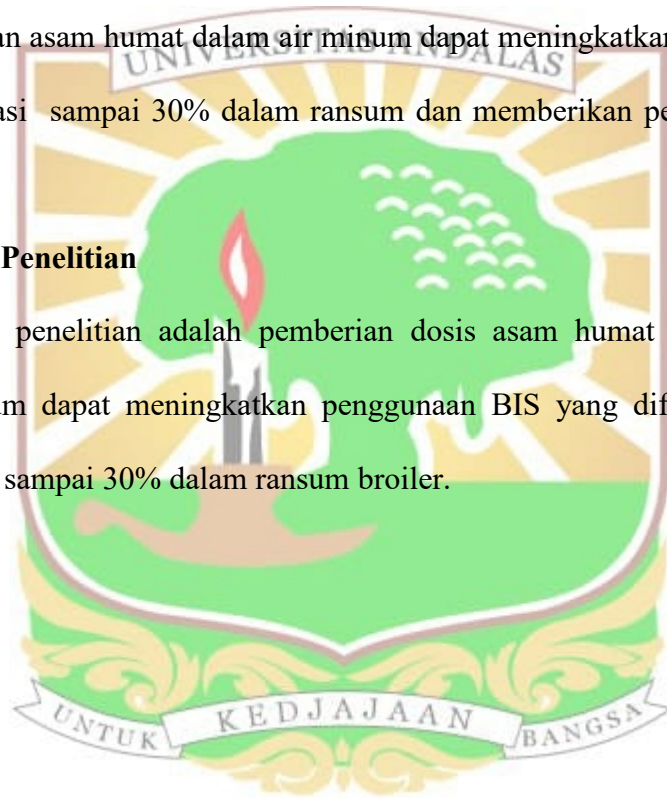 an asam humat dalam air minum dapat meningkatkan
UNIVERSITAS ANDALAS
asi sampai 30% dalam ransum dan memberikan pe
Penelitian
penelitian adalah pemberian dosis asam humat
um dapat meningkatkan penggunaan BIS yang dif
sampai 30% dalam ransum broiler.
UNTUK KEDJAJAAN BANGSA